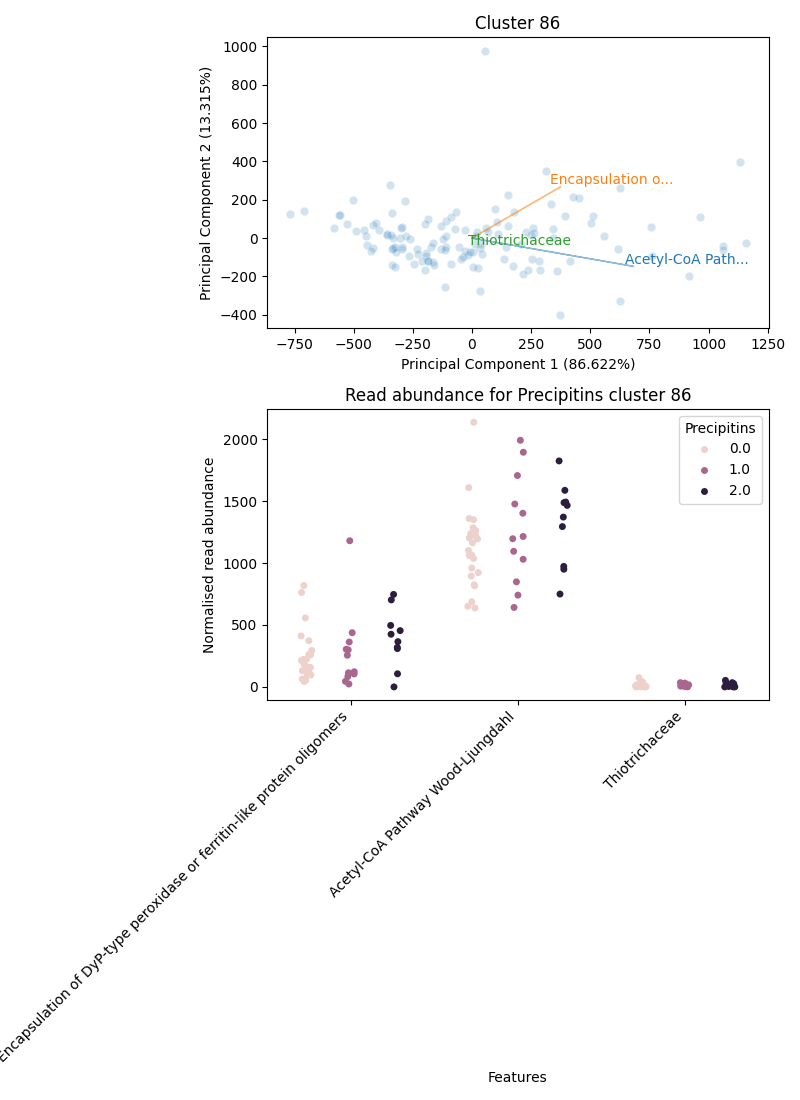 Cluster 86
1000
800
600
400
200
0
−200
−400
Principal Component 2 (13.315%)
Encapsulation o...
Thiotrichaceae
Acetyl-CoA Path...
−750 −500 −250 0 250 500 750 1000 1250
Principal Component 1 (86.622%)
Read abundance for Precipitins cluster 86
2000
1500
1000
500
0
Normalised read abundance
Precipitins
0.0
1.0
2.0
Encapsulation of DyP-type peroxidase or ferritin-like protein oligomers
Acetyl-CoA Pathway Wood-Ljungdahl
Thiotrichaceae
Features